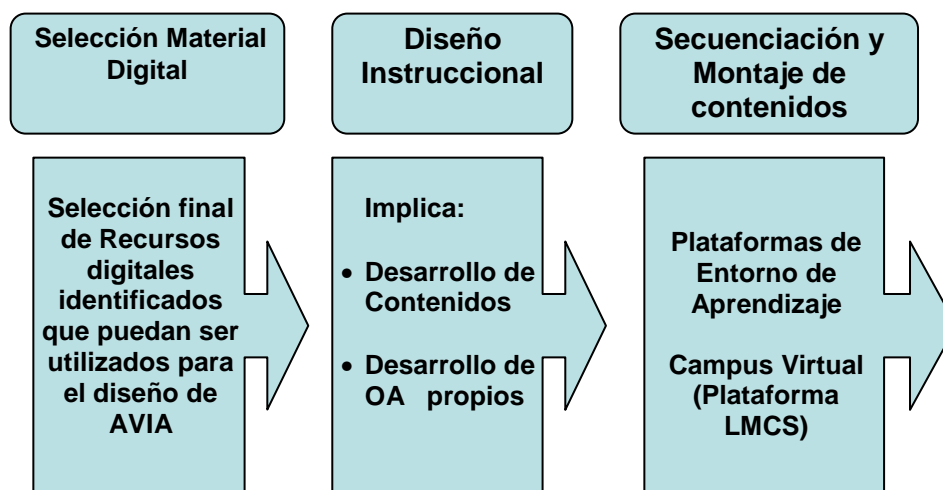 Selección Material
Digital
Selección final
de Recursos
digitales
identificados
que puedan ser
utilizados para
el diseño de
AVIA
Diseño
Instruccional
Implica:
• Desarrollo de
Contenidos
• Desarrollo de
OA propios
Secuenciación y
Montaje de
contenidos
Plataformas de
Entorno de
Aprendizaje
Campus Virtual
(Plataforma
LMCS)